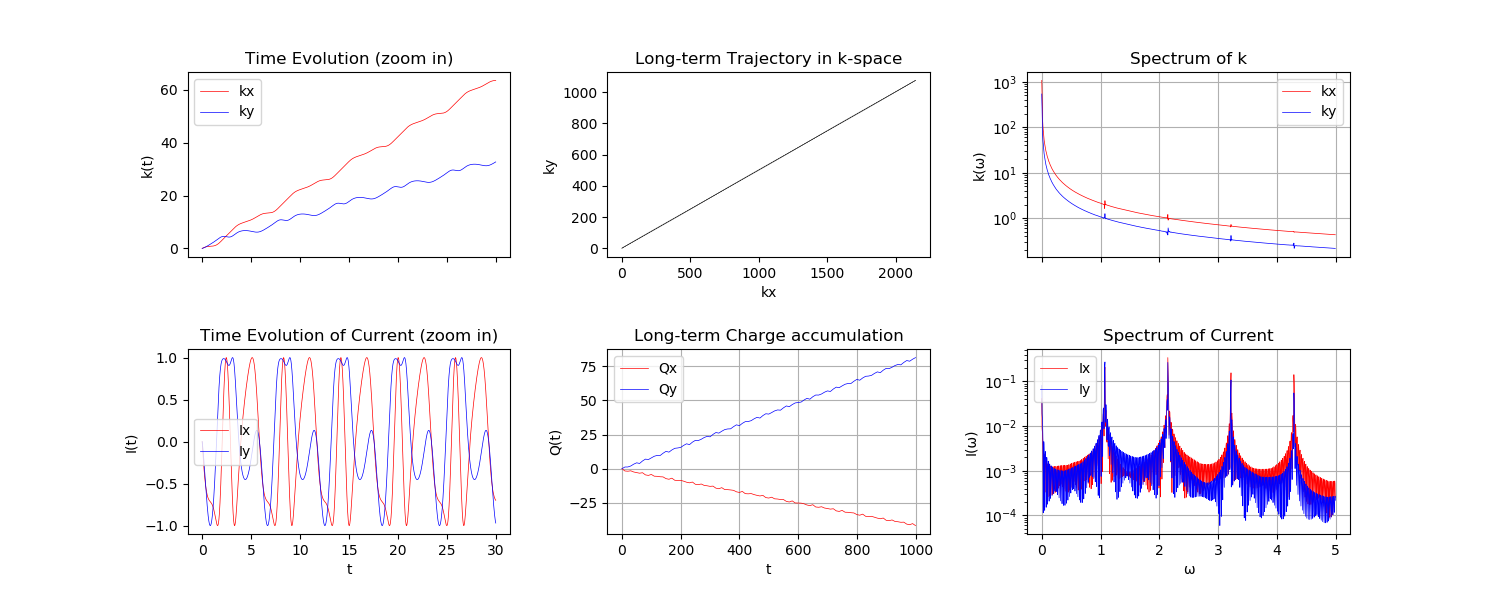 Time Evolution (zoom in)
k(t)
60
40
20
0
kx
ky
Long-term Trajectory in k-space
ky
1000
800
600
400
200
0
0 500 1000 1500 2000
kx
Spectrum of k
k(ω)
10³
10²
10¹
10⁰
kx
ky
Time Evolution of Current (zoom in)
I(t)
1.0
0.5
0.0
−0.5
−1.0
Ix
Iy
0 5 10 15 20 25 30
t
Long-term Charge accumulation
Q(t)
75
50
25
0
−25
Qx
Qy
0 200 400 600 800 1000
t
Spectrum of Current
I(ω)
10⁻¹
10⁻²
10⁻³
10⁻⁴
Ix
Iy
0 1 2 3 4 5
ω